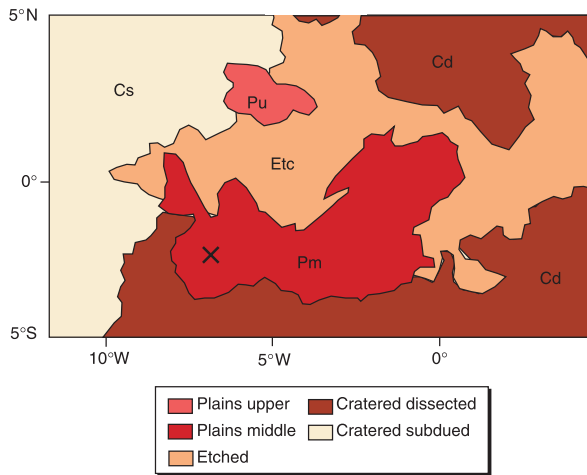 5°N
Cd
Cs
Pu
Etc
0°
Pm
Cd
5°S
10°W
5°W
0°
Plains upper
Cratered dissected
Plains middle
Cratered subdued
Etched